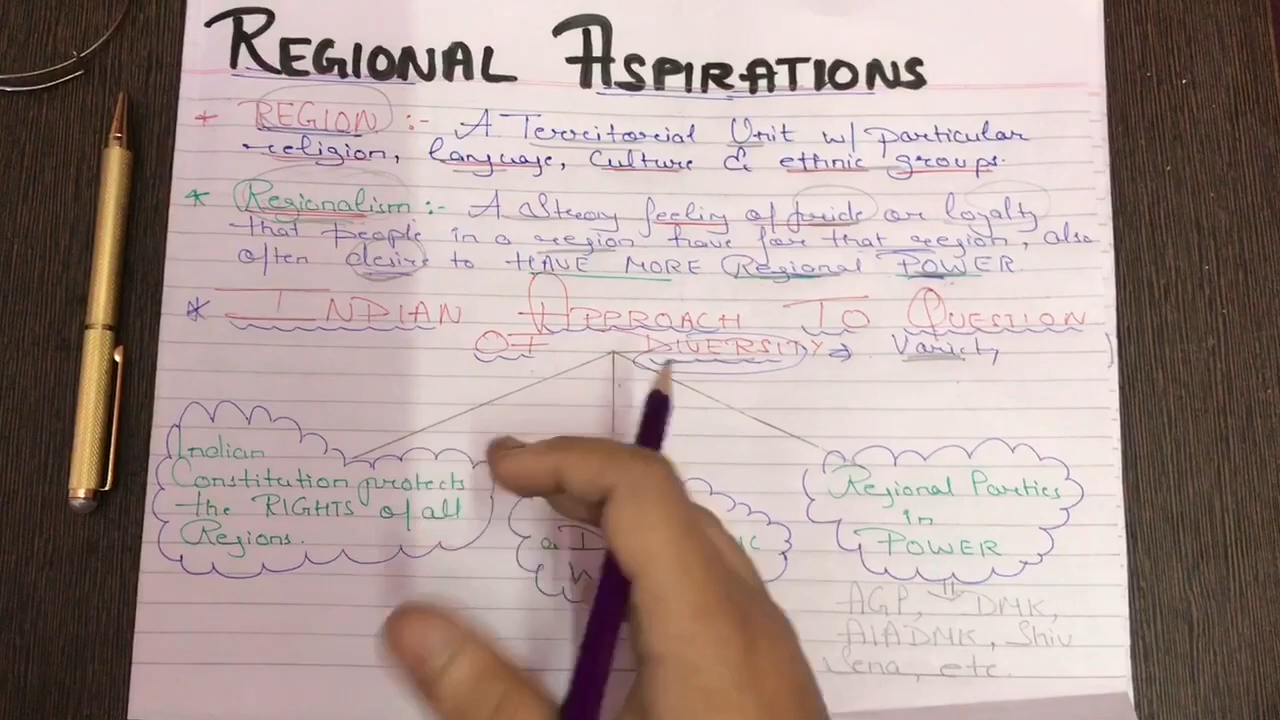 REGIONAL ASPIRATIONS
* REGION :- A Territorial Unit w/ particular
religion, language, Culture & ethnic groups.
* Regionalism :- A Strong feeling of pride or loyalty
that people in a region have for that region, also
often desire to HAVE MORE Regional POWER.
* INDIAN APPROACH TO QUESTION
OF DIVERSITY → Variety
Indian
Constitution protects
the RIGHTS of all
Regions.
a
Regional Parties
in
POWER
AGP, DMK,
AIADMK, Shiv
Sena, etc.